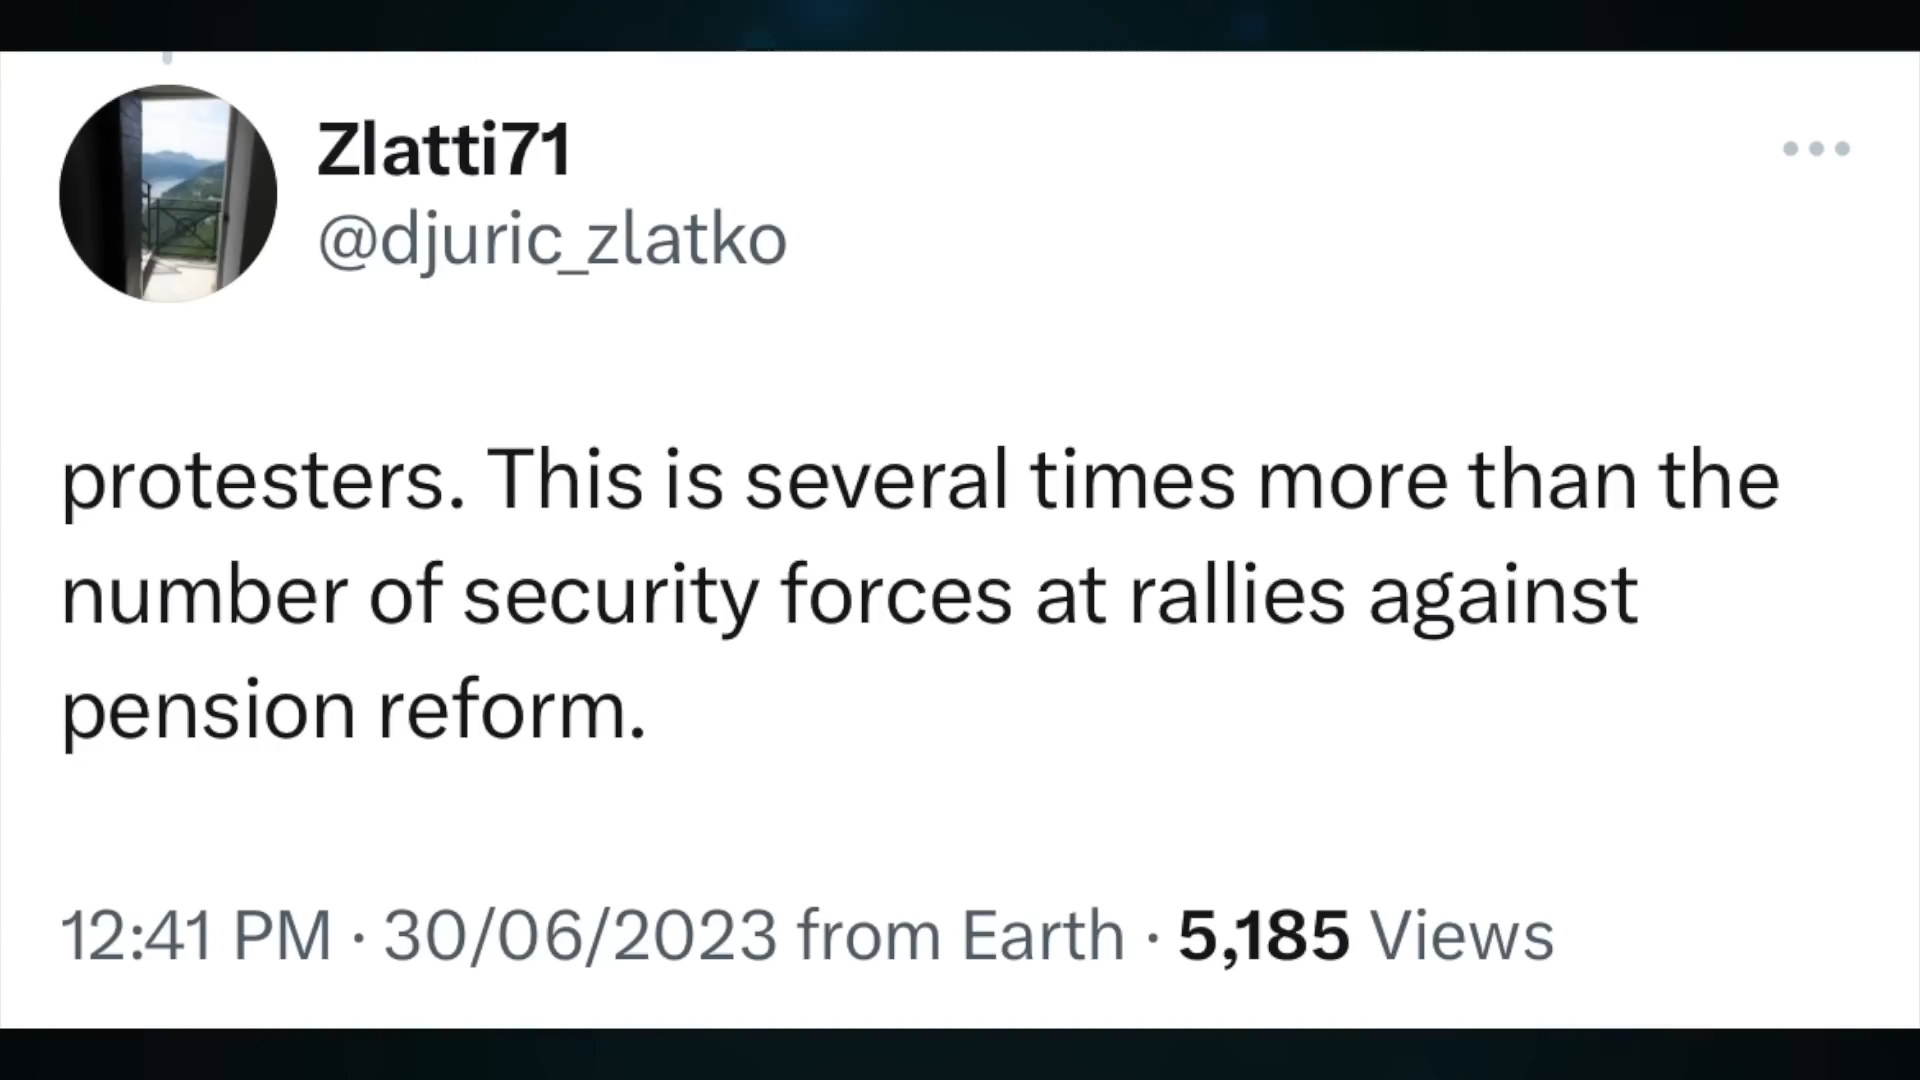 Zlatti71
@djuric_zlatko
protesters. This is several times more than the
number of security forces at rallies against
pension reform.
12:41 PM · 30/06/2023 from Earth · 5,185 Views